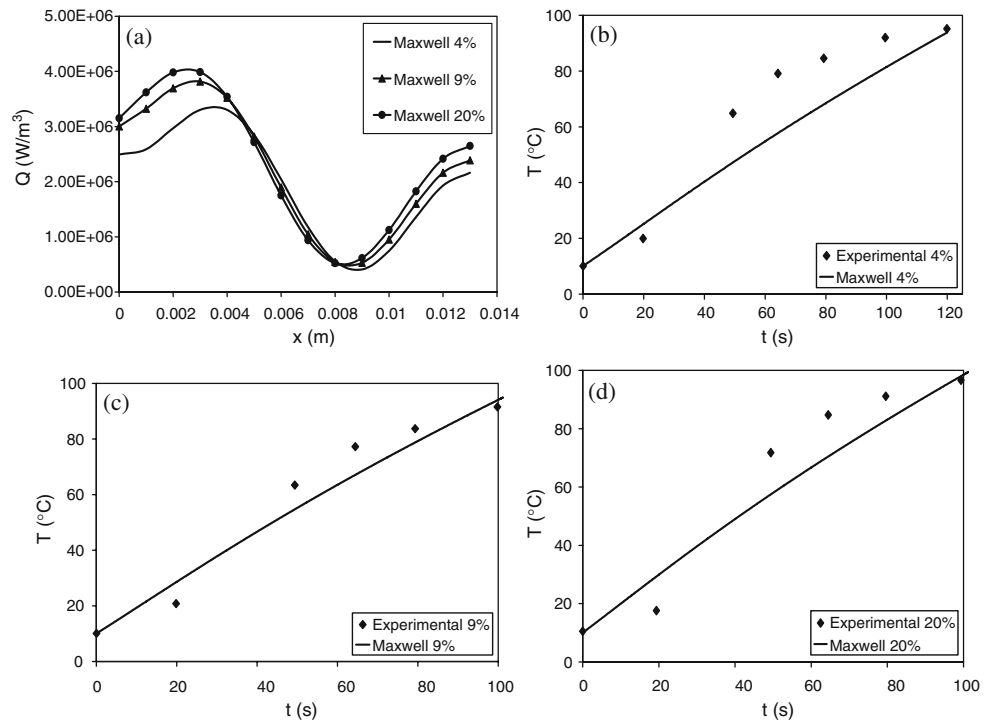 (a)
5.00E+06
4.00E+06
3.00E+06
2.00E+06
1.00E+06
0.00E+00
Q (W/m³)
0 0.002 0.004 0.006 0.008 0.01 0.012 0.014
x (m)
Maxwell 4%
Maxwell 9%
Maxwell 20%
(b)
100
80
60
40
20
0
T (°C)
0 20 40 60 80 100 120
t (s)
Experimental 4%
Maxwell 4%
(c)
100
80
60
40
20
0
T (°C)
0 20 40 60 80 100
t (s)
Experimental 9%
Maxwell 9%
(d)
100
80
60
40
20
0
T (°C)
0 20 40 60 80 100
t (s)
Experimental 20%
Maxwell 20%